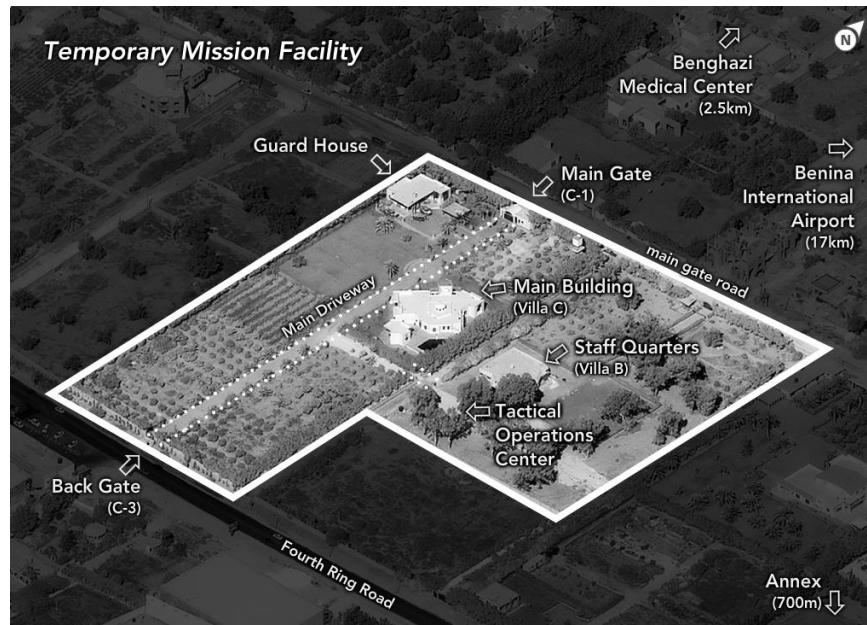 Temporary Mission Facility
N
Benghazi
Medical Center
(2.5km)
Guard House
Main Gate
(C-1)
Benina
International
Airport
(17km)
main gate road
Main Driveway
Main Building
(Villa C)
Staff Quarters
(Villa B)
Tactical
Operations
Center
Back Gate
(C-3)
Fourth Ring Road
Annex
(700m)